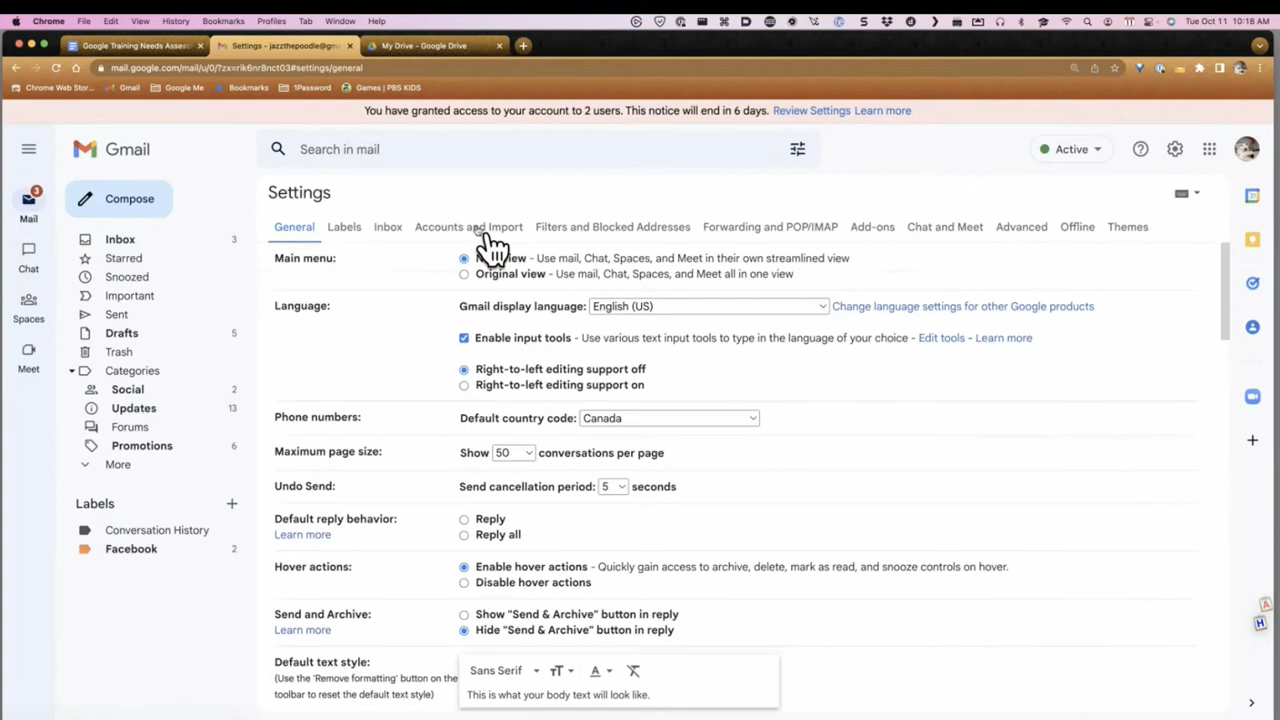 Chrome File Edit View History Bookmarks Profiles Tab Window Help Tue Oct 11 10:18 AM
Google Training Needs Assess
Settings - jazzthepoodle@gm
My Drive - Google Drive
mail.google.com/mail/u/0/?zx=rik6nr8nct03#settings/general
Chrome Web Stor... Gmail Google Me Bookmarks 1Password Games | PBS KIDS
You have granted access to your account to 2 users. This notice will end in 6 days. Review Settings Learn more
Gmail
Search in mail
Active
3
Mail
Chat
Spaces
Meet
Compose
Inbox 3
Starred
Snoozed
Important
Sent
Drafts 5
Trash
Categories
Social 2
Updates 13
Forums
Promotions 6
More
Labels
Conversation History
Facebook 2
Settings
General Labels Inbox Accounts and Import Filters and Blocked Addresses Forwarding and POP/IMAP Add-ons Chat and Meet Advanced Offline Themes
Main menu:
view - Use mail, Chat, Spaces, and Meet in their own streamlined view
Original view - Use mail, Chat, Spaces, and Meet all in one view
Language:
Gmail display language: English (US) Change language settings for other Google products
Enable input tools - Use various text input tools to type in the language of your choice - Edit tools - Learn more
Right-to-left editing support off
Right-to-left editing support on
Phone numbers:
Default country code: Canada
Maximum page size:
Show 50 conversations per page
Undo Send:
Send cancellation period: 5 seconds
Default reply behavior:
Learn more
Reply
Reply all
Hover actions:
Enable hover actions - Quickly gain access to archive, delete, mark as read, and snooze controls on hover.
Disable hover actions
Send and Archive:
Learn more
Show "Send & Archive" button in reply
Hide "Send & Archive" button in reply
Default text style:
(Use the 'Remove formatting' button on the
toolbar to reset the default text style)
Sans Serif
This is what your body text will look like.
A
H